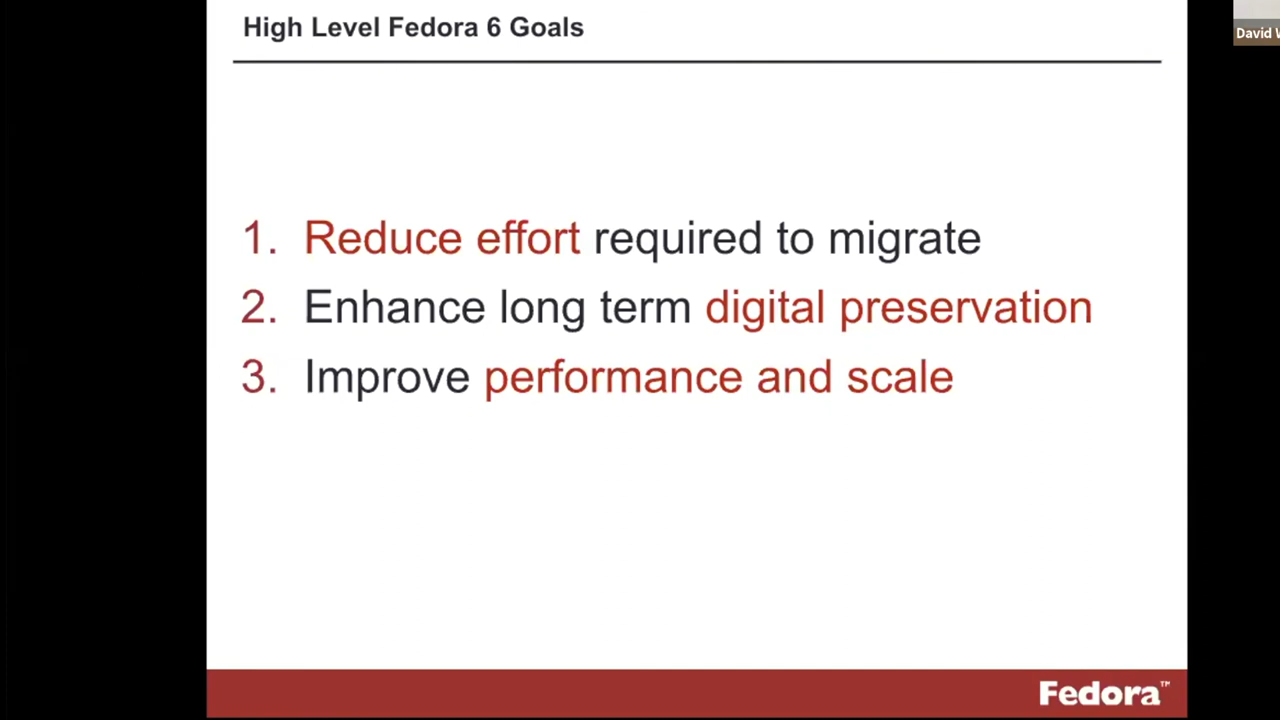 High Level Fedora 6 Goals
David W
1. Reduce effort required to migrate
2. Enhance long term digital preservation
3. Improve performance and scale
Fedora™